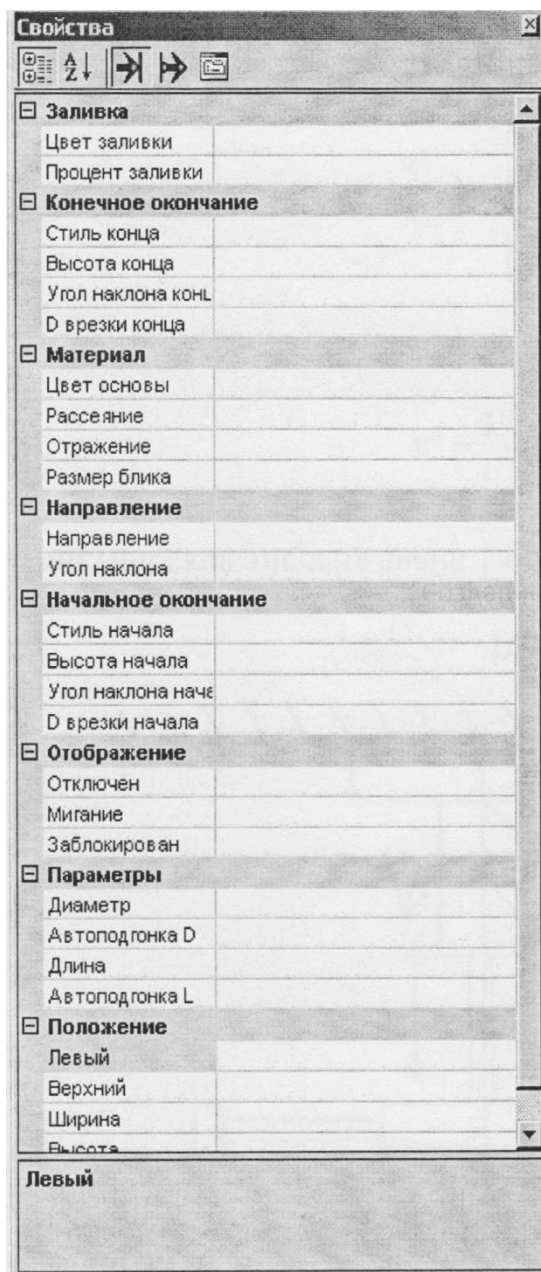 Свойства
Заливка
Цвет заливки
Процент заливки
Конечное окончание
Стиль конца
Высота конца
Угол наклона конц
D врезки конца
Материал
Цвет основы
Рассеяние
Отражение
Размер блика
Направление
Направление
Угол наклона
Начальное окончание
Стиль начала
Высота начала
Угол наклона нача
D врезки начала
Отображение
Отключен
Мигание
Заблокирован
Параметры
Диаметр
Автоподгонка D
Длина
Автоподгонка L
Положение
Левый
Верхний
Ширина
Высота
Левый